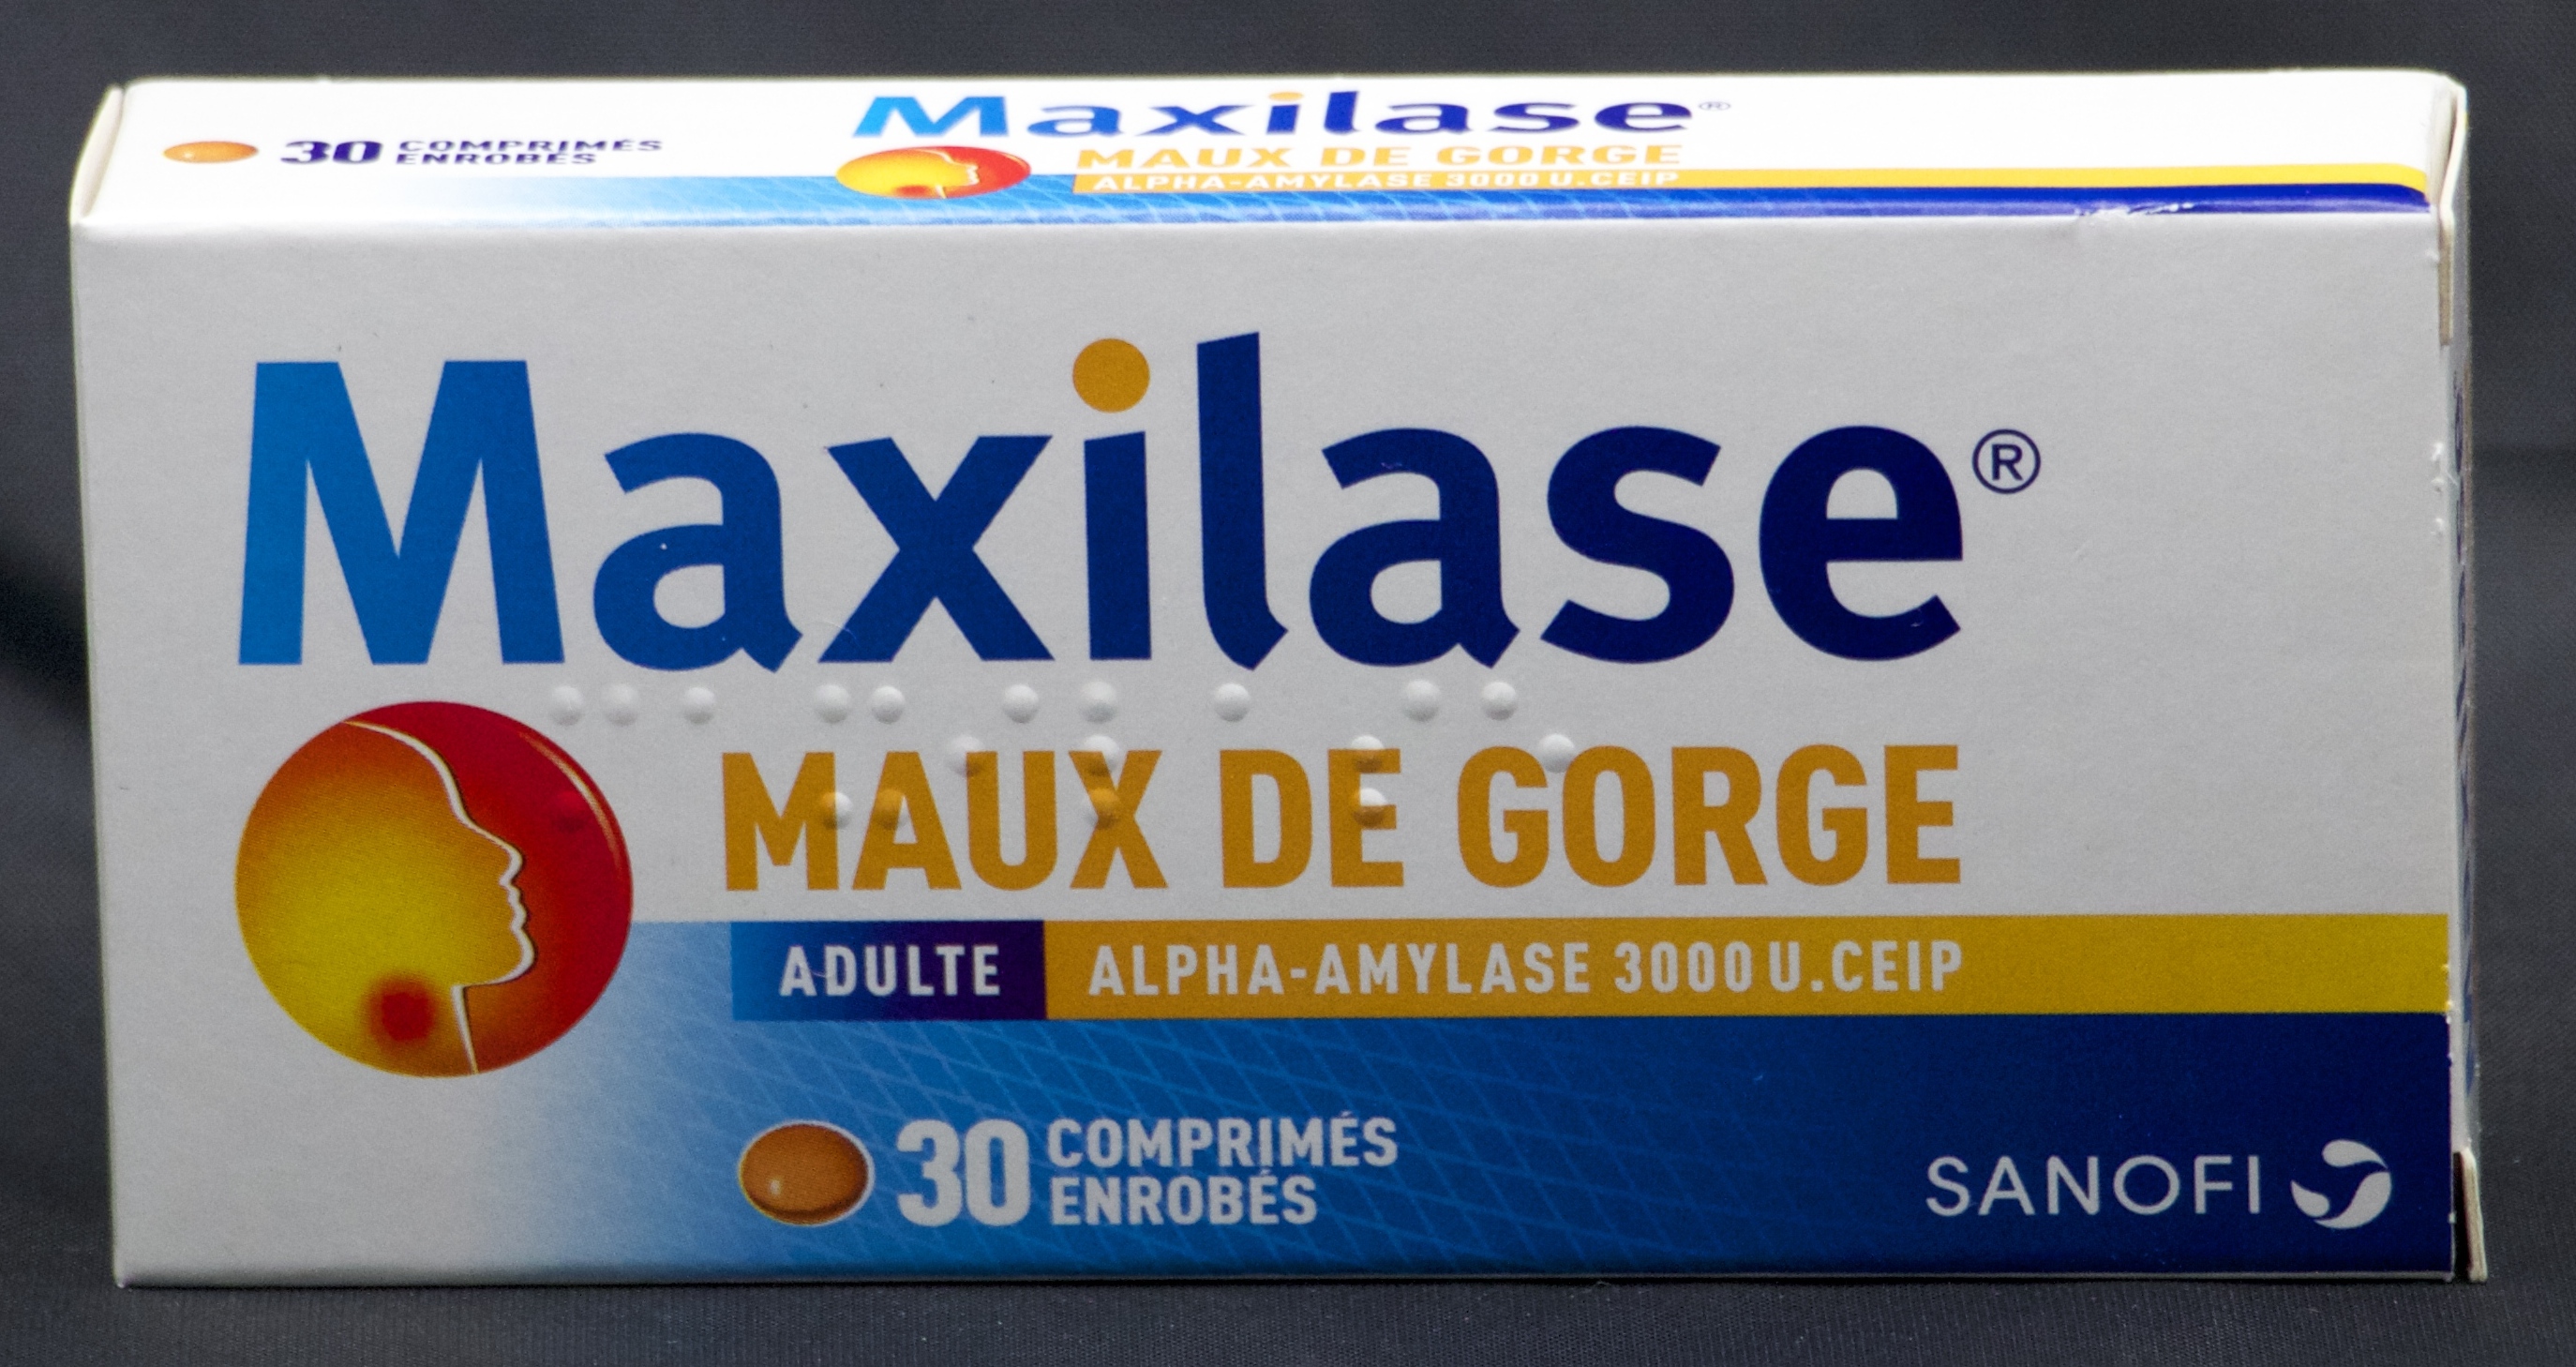 30 COMPRIMÉS
ENROBÉS
Maxilase®
MAUX DE GORGE
ALPHA-AMYLASE 3000 U.CEIP
Maxilase®
MAUX DE GORGE
ADULTE ALPHA-AMYLASE 3000 U.CEIP
30 COMPRIMÉS
ENROBÉS
SANOFI